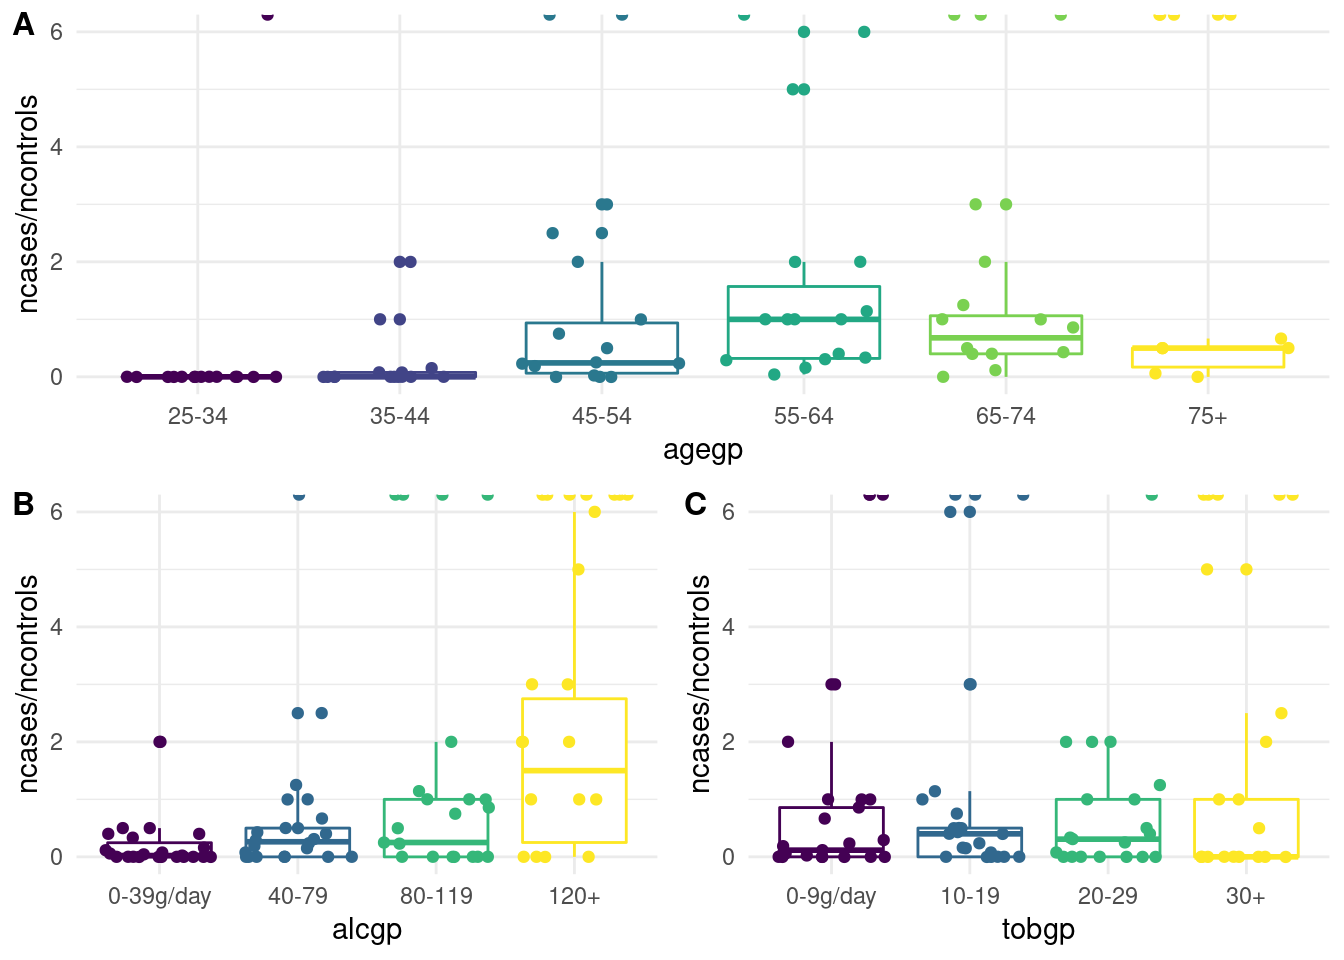 A
ncases/ncontrols
6
4
2
0
25-34 35-44 45-54 55-64 65-74 75+
agegp
B
ncases/ncontrols
6
4
2
0
0-39g/day 40-79 80-119 120+
alcgp
C
ncases/ncontrols
6
4
2
0
0-9g/day 10-19 20-29 30+
tobgp